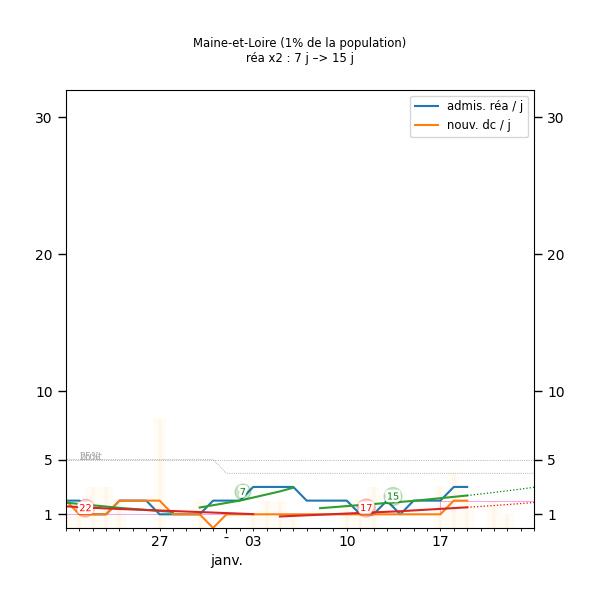 Maine-et-Loire (1% de la population)
réa x2 : 7 j –> 15 j
admis. réa / j
nouv. dc / j
30 30
20 20
10 10
5 5
1 1
22
7
17
15
27 - 03 10 17
janv.